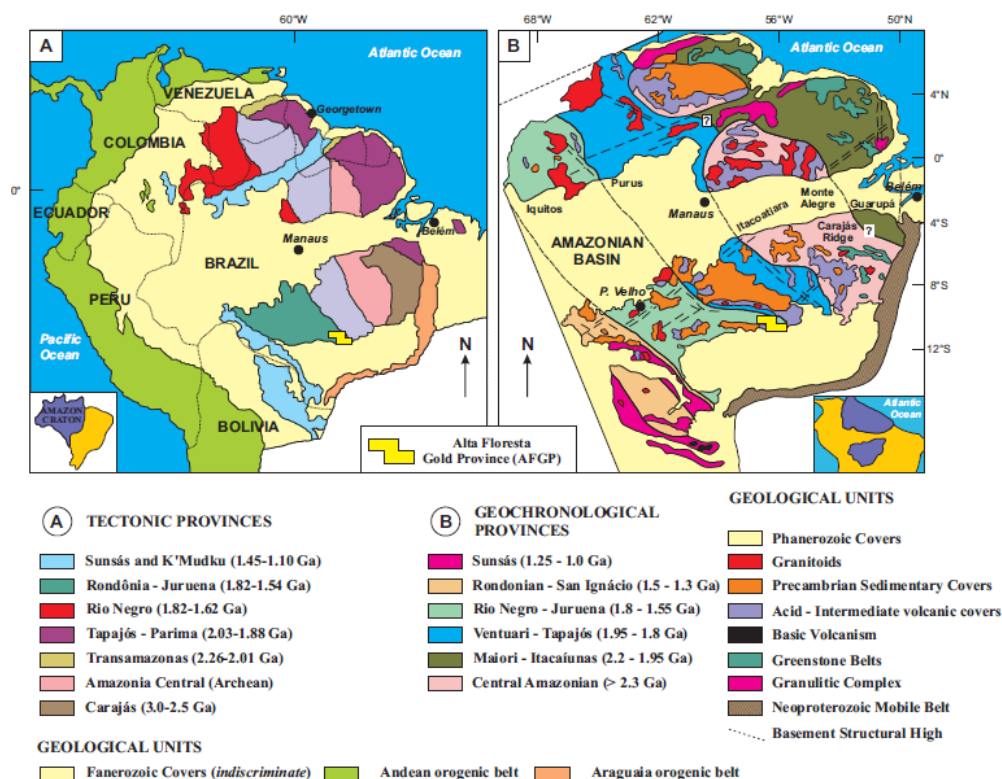 60°W
68°W
62°W
56°W
50°W
A
Atlantic Ocean
VENEZUELA
Georgetown
COLOMBIA
0°
ECUADOR
Manaus
Belém
BRAZIL
PERU
Pacific
Ocean
N
BOLIVIA
AMAZON
CRATON
B
Atlantic Ocean
4°N
?
0°
Purus
Iquitos
Manaus
Itacoatiara
Monte
Alegre
Belém
Guarupá
4°S
Carajás
Ridge
?
AMAZONIAN
BASIN
P. Velho
8°S
N
12°S
Atlantic
Ocean
Alta Floresta
Gold Province (AFGP)
A TECTONIC PROVINCES
Sunsás and K'Mudku (1.45-1.10 Ga)
Rondônia - Juruena (1.82-1.54 Ga)
Rio Negro (1.82-1.62 Ga)
Tapajós - Parima (2.03-1.88 Ga)
Transamazonas (2.26-2.01 Ga)
Amazonia Central (Archean)
Carajás (3.0-2.5 Ga)
B GEOCHRONOLOGICAL
PROVINCES
Sunsás (1.25 - 1.0 Ga)
Rondonian - San Ignácio (1.5 - 1.3 Ga)
Rio Negro - Juruena (1.8 - 1.55 Ga)
Ventuari - Tapajós (1.95 - 1.8 Ga)
Maiori - Itacaíunas (2.2 - 1.95 Ga)
Central Amazonian (> 2.3 Ga)
GEOLOGICAL UNITS
Phanerozoic Covers
Granitoids
Precambrian Sedimentary Covers
Acid - Intermediate volcanic covers
Basic Volcanism
Greenstone Belts
Granulitic Complex
Neoproterozoic Mobile Belt
Basement Structural High
GEOLOGICAL UNITS
Fanerozoic Covers (indiscriminate)
Andean orogenic belt
Araguaia orogenic belt